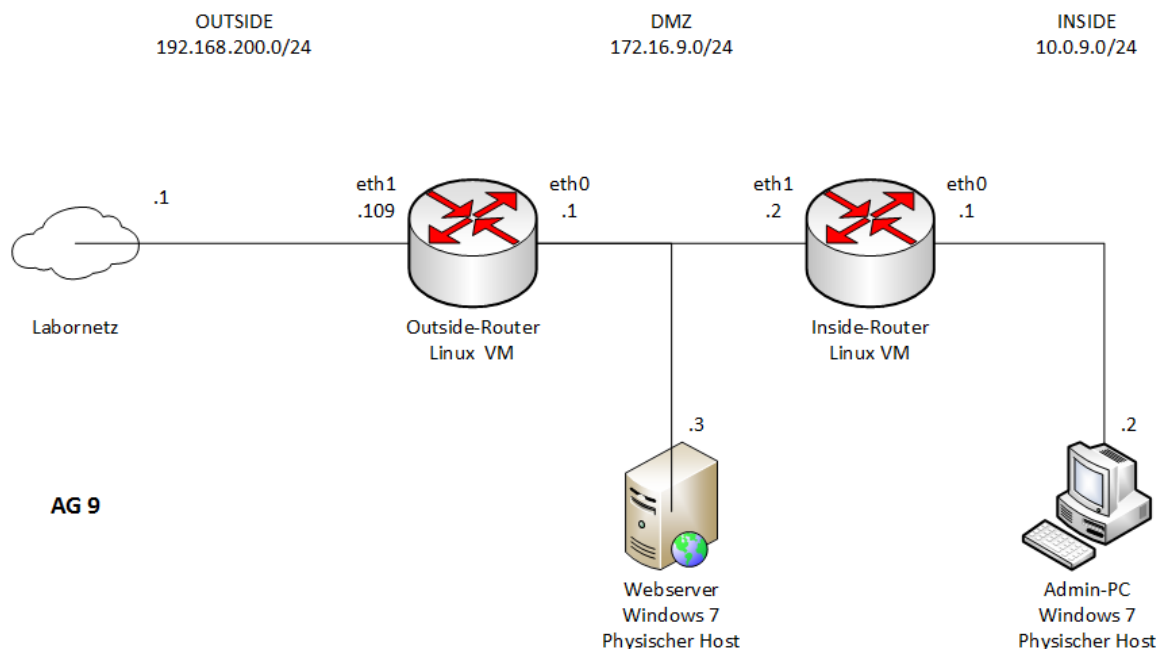 OUTSIDE
192.168.200.0/24
DMZ
172.16.9.0/24
INSIDE
10.0.9.0/24
.1
eth1
.109
eth0
.1
eth1
.2
eth0
.1
Labornetz
Outside-Router
Linux VM
Inside-Router
Linux VM
.3
.2
AG 9
Webserver
Windows 7
Physischer Host
Admin-PC
Windows 7
Physischer Host